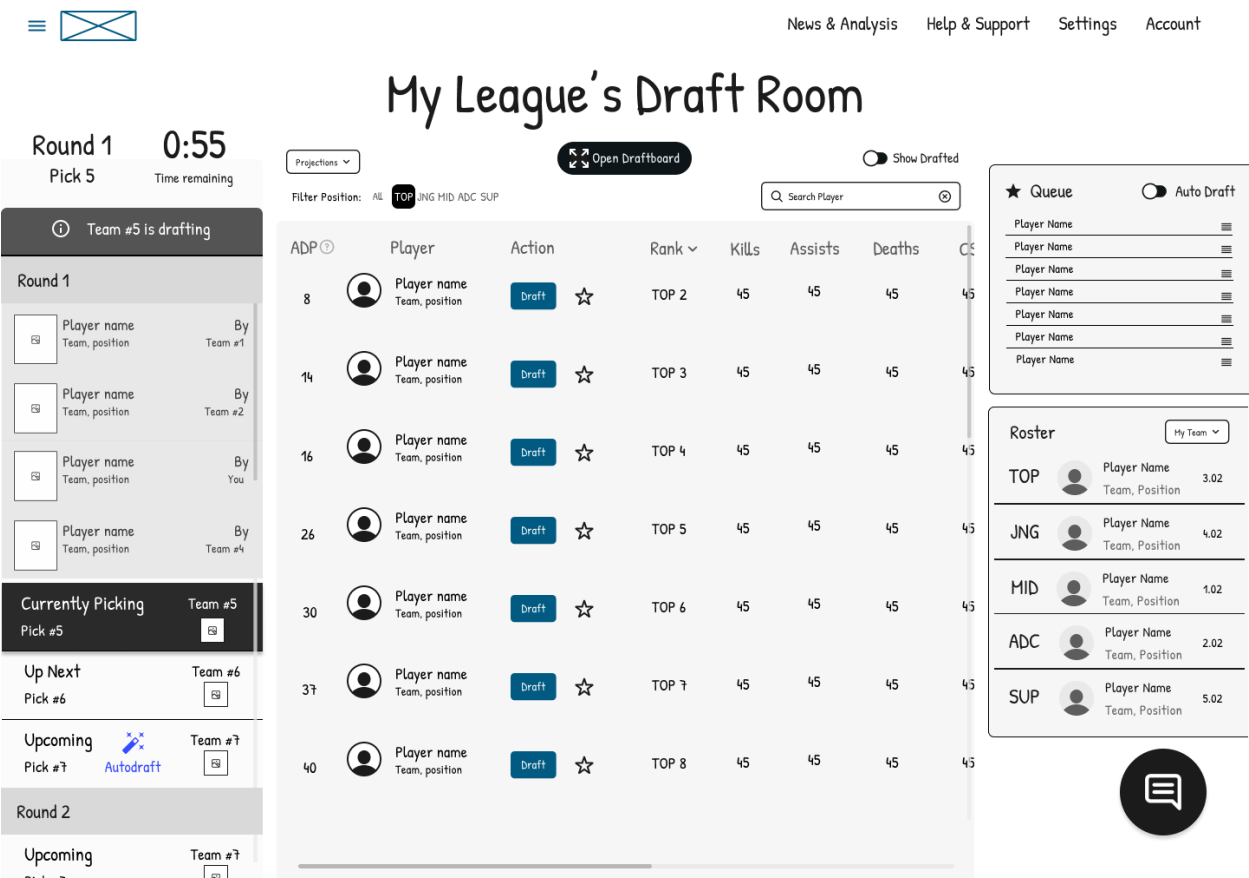 News & Analysis Help & Support Settings Account
My League's Draft Room
Round 1 0:55
Pick 5 Time remaining
Team #5 is drafting
Round 1
Player name By
Team, position Team #1
Player name By
Team, position Team #2
Player name By
Team, position You
Player name By
Team, position Team #4
Currently Picking Team #5
Pick #5
Up Next Team #6
Pick #6
Upcoming Team #7
Pick #7 Autodraft
Round 2
Upcoming Team #7
Projections
Open Draftboard
Show Drafted
Filter Position: All TOP JNG MID ADC SUP
Search Player
ADP Player Action Rank Kills Assists Deaths CS
8 Player name Draft TOP 2 45 45 45 45
Team, position
14 Player name Draft TOP 3 45 45 45 45
Team, position
16 Player name Draft TOP 4 45 45 45 45
Team, position
26 Player name Draft TOP 5 45 45 45 45
Team, position
30 Player name Draft TOP 6 45 45 45 45
Team, position
37 Player name Draft TOP 7 45 45 45 45
Team, position
40 Player name Draft TOP 8 45 45 45 45
Team, position
Queue Auto Draft
Player Name
Player Name
Player Name
Player Name
Player Name
Player Name
Player Name
Roster My Team
TOP Player Name 3.02
Team, Position
JNG Player Name 4.02
Team, Position
MID Player Name 1.02
Team, Position
ADC Player Name 2.02
Team, Position
SUP Player Name 5.02
Team, Position